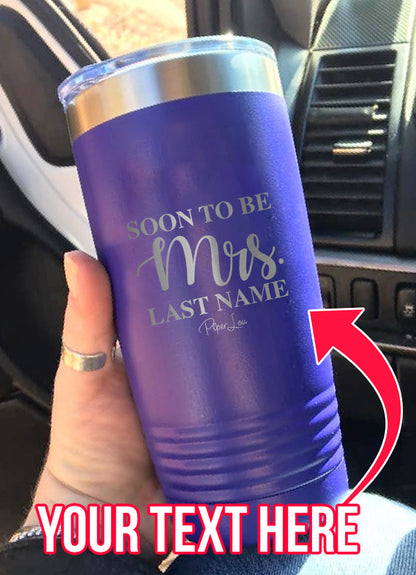 SOON TO BE
Mrs.
LAST NAME
Piper Lou
YOUR TEXT HERE